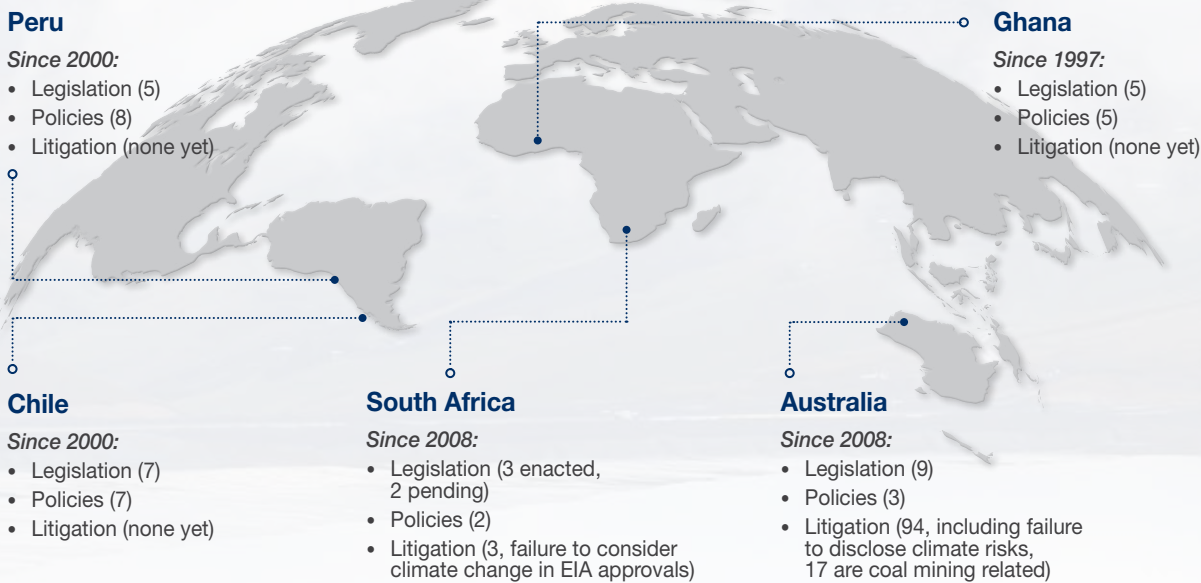 Peru
Since 2000:
• Legislation (5)
• Policies (8)
• Litigation (none yet)
Ghana
Since 1997:
• Legislation (5)
• Policies (5)
• Litigation (none yet)
Chile
Since 2000:
• Legislation (7)
• Policies (7)
• Litigation (none yet)
South Africa
Since 2008:
• Legislation (3 enacted,
2 pending)
• Policies (2)
• Litigation (3, failure to consider
climate change in EIA approvals)
Australia
Since 2008:
• Legislation (9)
• Policies (3)
• Litigation (94, including failure
to disclose climate risks,
17 are coal mining related)